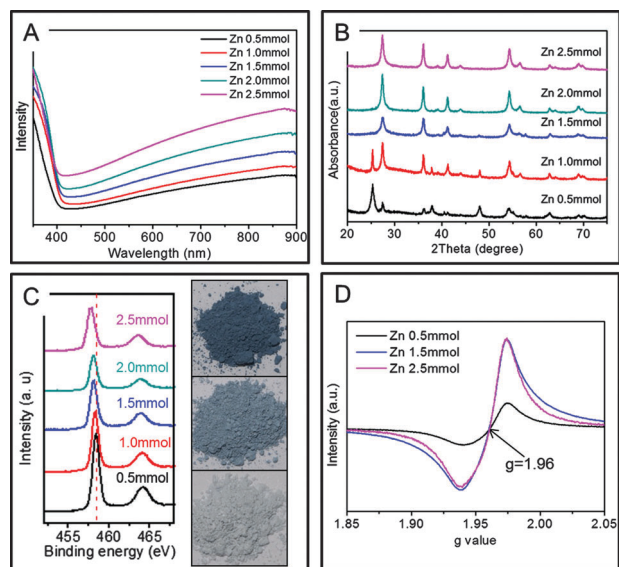 A
Zn 0.5mmol
Zn 1.0mmol
Zn 1.5mmol
Zn 2.0mmol
Zn 2.5mmol
Intensity
400 500 600 700 800 900
Wavelength (nm)
B
Zn 2.5mmol
Zn 2.0mmol
Zn 1.5mmol
Zn 1.0mmol
Zn 0.5mmol
Absorbance(a.u.)
20 30 40 50 60 70
2Theta (degree)
C
2.5mmol
2.0mmol
1.5mmol
1.0mmol
0.5mmol
Intensity (a. u)
455 460 465
Binding energy (eV)
D
Zn 0.5mmol
Zn 1.5mmol
Zn 2.5mmol
g=1.96
Intensity (a.u.)
1.85 1.90 1.95 2.00 2.05
g value